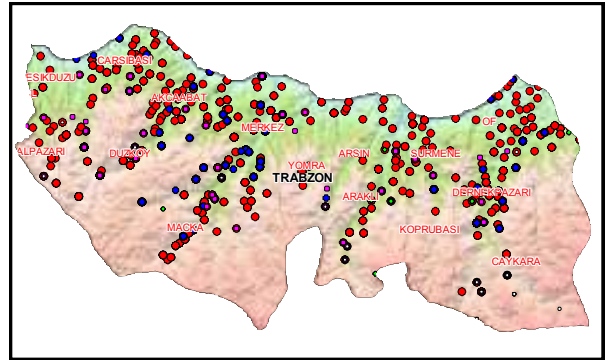 CARSIBASI
ESIKDUZU
AKCAABAT
OF
MERKEZ
ALPAZARI
DUZKOY
ARSIN
SURMENE
YOMRA
TRABZON
ARAKLI
DERNEKPAZARI
MACKA
KOPRUBASI
CAYKARA